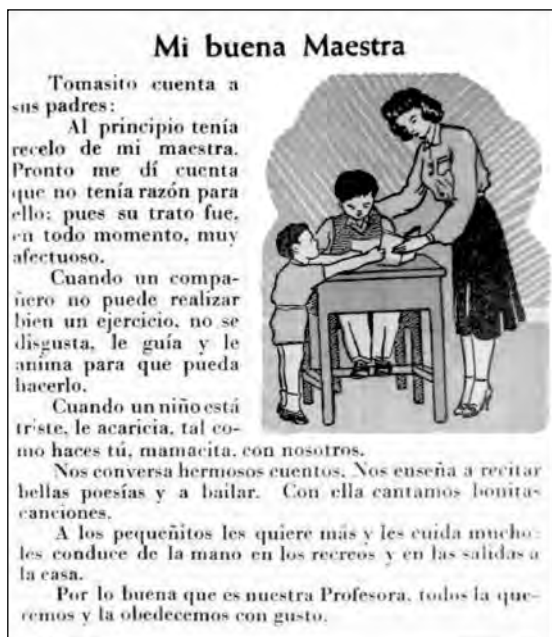 Mi buena Maestra
Tomasito cuenta a
sus padres:
Al principio tenía
recelo de mi maestra.
Pronto me dí cuenta
que no tenía razón para
ello: pues su trato fue,
en todo momento, muy
afectuoso.
Cuando un compa-
ñero no puede realizar
bien un ejercicio, no se
disgusta, le guía y le
anima para que pueda
hacerlo.
Cuando un niño está
triste, le acaricia, tal co-
mo haces tú, mamacita, con nosotros.
Nos conversa hermosos cuentos. Nos enseña a recitar
bellas poesías y a bailar. Con ella cantamos bonitas
canciones.
A los pequeñitos les quiere más y les cuida mucho:
les conduce de la mano en los recreos y en las salidas a
la casa.
Por lo buena que es nuestra Profesora, todos la que-
remos y la obedecemos con gusto.